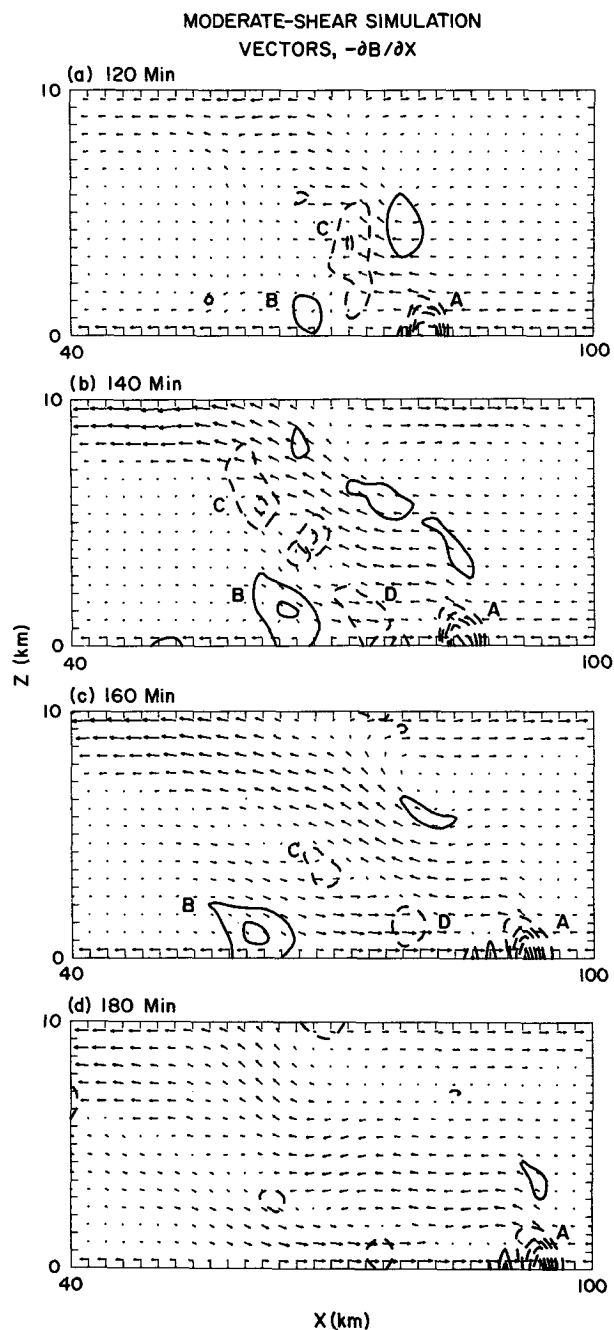 MODERATE-SHEAR SIMULATION
VECTORS, -∂B/∂X
(a) 120 Min
10
C
B
A
0
40
100
(b) 140 Min
10
C
B
D
A
0
40
100
Z (km)
(c) 160 Min
10
C
B
D
A
0
40
100
(d) 180 Min
10
A
0
40
100
X (km)